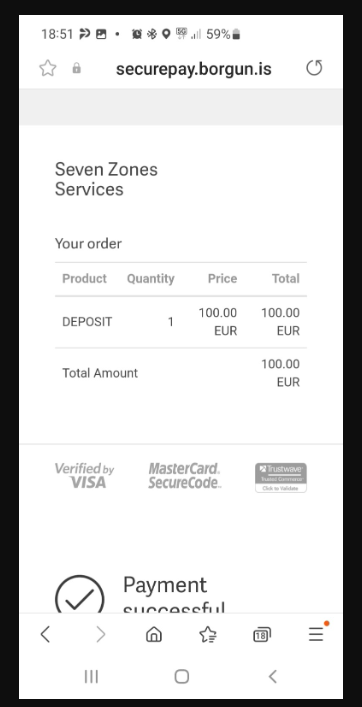 18:51 59%
securepay.borgun.is
Seven Zones
Services
Your order
Product Quantity Price Total
DEPOSIT 1 100.00 EUR 100.00 EUR
Total Amount 100.00 EUR
Verified by VISA MasterCard. SecureCode. Trustwave
Trusted Commerce
Click to Validate
Payment
successful
18